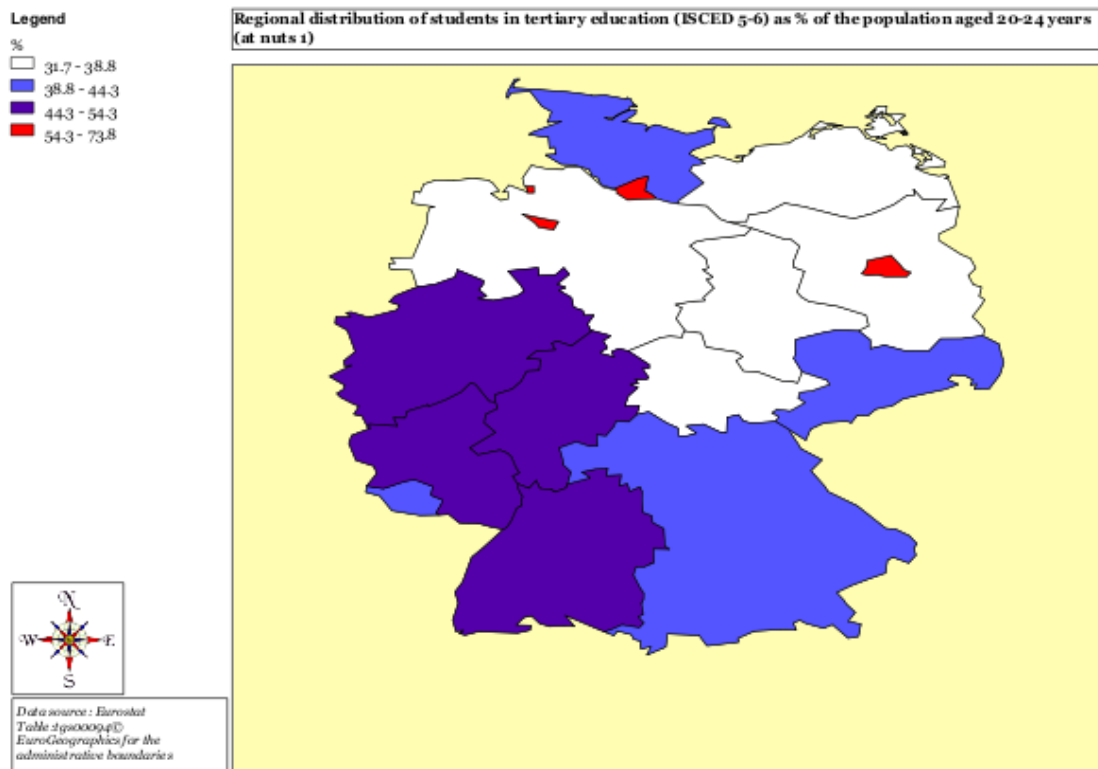 Legend
%
31.7 - 38.8
38.8 - 44.3
44.3 - 54.3
54.3 - 73.8
Regional distribution of students in tertiary education (ISCED 5-6) as % of the population aged 20-24 years
(at nuts 1)
N
W E
S
Data source : Eurostat
Table :tgs00094©
EuroGeographics for the
administrative boundaries